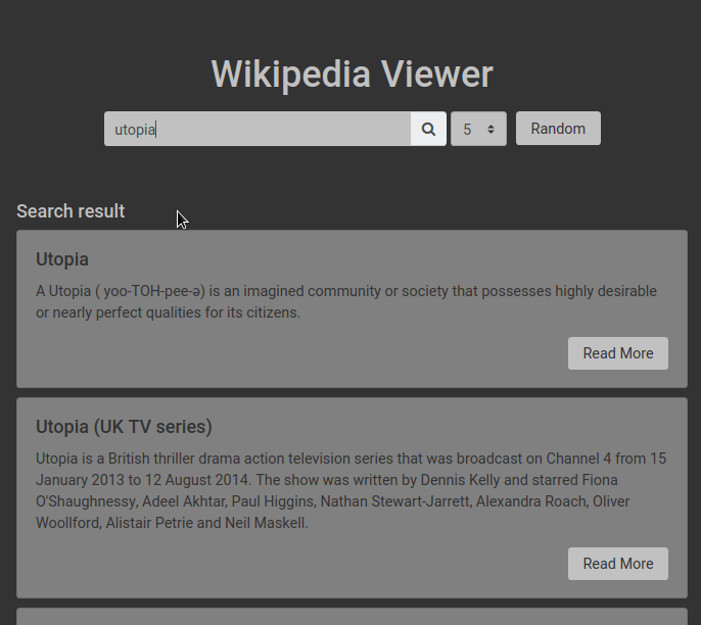 Wikipedia Viewer
utopia
5
Random
Search result
Utopia
A Utopia ( yoo-TOH-pee-ə) is an imagined community or society that possesses highly desirable
or nearly perfect qualities for its citizens.
Read More
Utopia (UK TV series)
Utopia is a British thriller drama action television series that was broadcast on Channel 4 from 15
January 2013 to 12 August 2014. The show was written by Dennis Kelly and starred Fiona
O'Shaughnessy, Adeel Akhtar, Paul Higgins, Nathan Stewart-Jarrett, Alexandra Roach, Oliver
Woollford, Alistair Petrie and Neil Maskell.
Read More